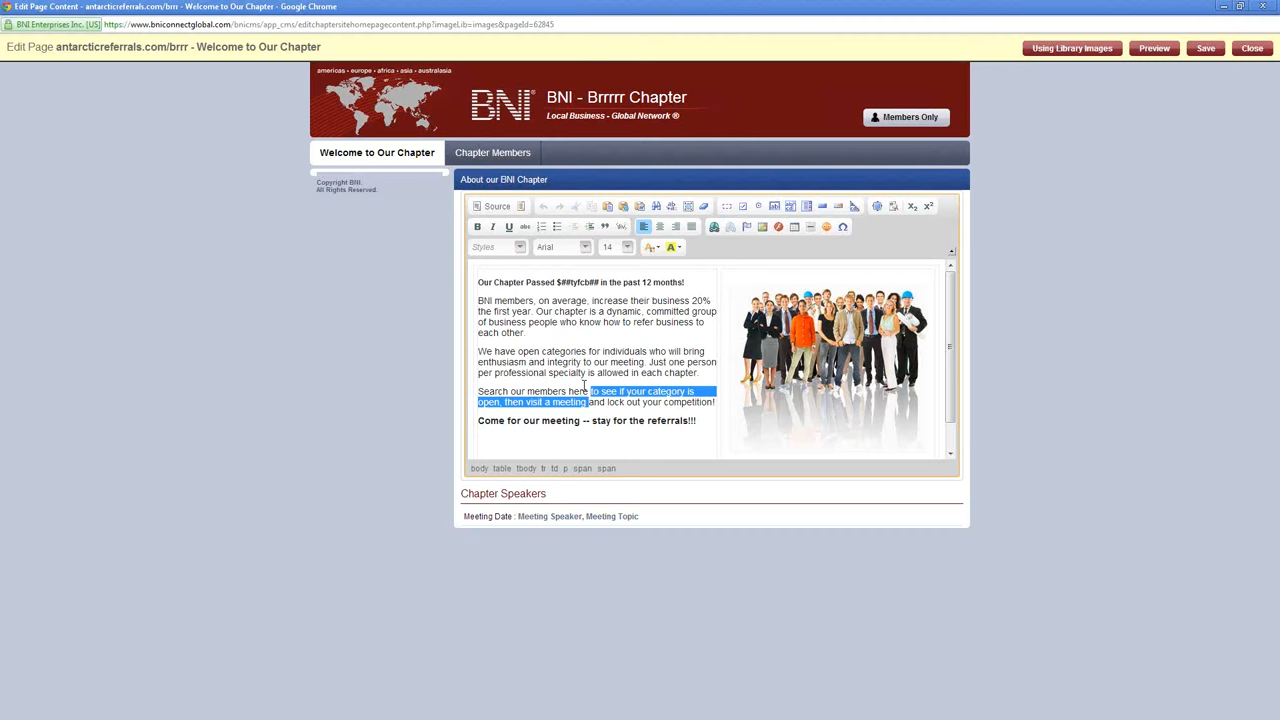 Edit Page Content - antarcticreferrals.com/brrr - Welcome to Our Chapter - Google Chrome
BNI Enterprises Inc. [US] https://www.bniconnectglobal.com/bnicms/app_cms/editchaptersitehomepagecontent.php?imageLib=images&pageId=62845
Edit Page antarcticreferrals.com/brrr - Welcome to Our Chapter
Using Library Images Preview Save Close
americas • europe • africa • asia • australasia
BNI® BNI - Brrrrr Chapter
Local Business - Global Network ®
Members Only
Welcome to Our Chapter Chapter Members
Copyright BNI.
All Rights Reserved.
About our BNI Chapter
Source
Styles Arial 14
Our Chapter Passed $##tyfcb## in the past 12 months!
BNI members, on average, increase their business 20%
the first year. Our chapter is a dynamic, committed group
of business people who know how to refer business to
each other.
We have open categories for individuals who will bring
enthusiasm and integrity to our meeting. Just one person
per professional specialty is allowed in each chapter.
Search our members here to see if your category is
open, then visit a meeting and lock out your competition!
Come for our meeting -- stay for the referrals!!!
body table tbody tr td p span span
Chapter Speakers
Meeting Date : Meeting Speaker, Meeting Topic